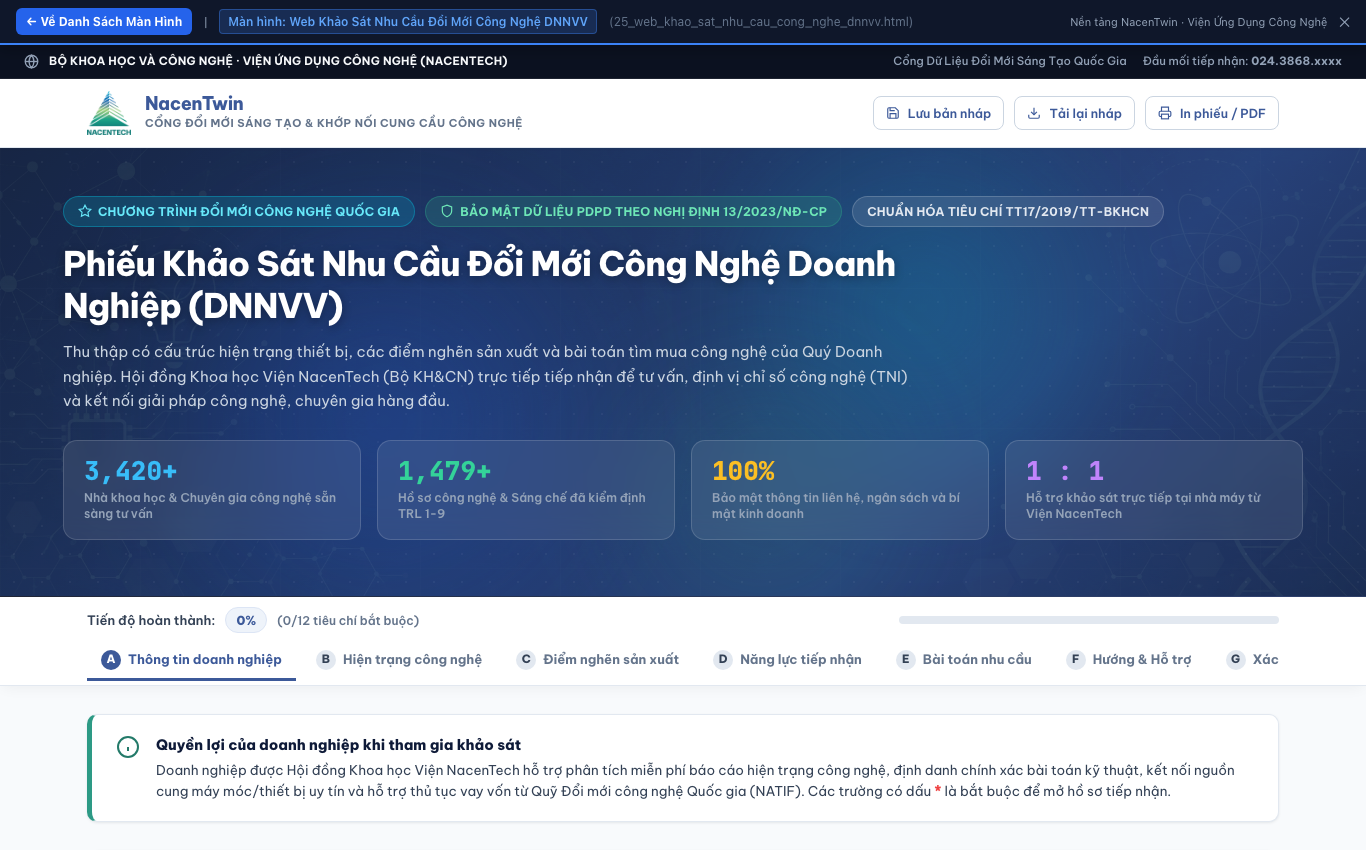 ← Về Danh Sách Màn Hình | Màn hình: Web Khảo Sát Nhu Cầu Đổi Mới Công Nghệ DNNVV (25_web_khao_sat_nhu_cau_cong_nghe_dnnvv.html) Nền tảng NacenTwin · Viện Ứng Dụng Công Nghệ
BỘ KHOA HỌC VÀ CÔNG NGHỆ · VIỆN ỨNG DỤNG CÔNG NGHỆ (NACENTECH) Cổng Dữ Liệu Đổi Mới Sáng Tạo Quốc Gia Đầu mối tiếp nhận: 024.3868.xxxx
NACENTECH
NacenTwin
CỔNG ĐỔI MỚI SÁNG TẠO & KHỚP NỐI CUNG CẦU CÔNG NGHỆ
Lưu bản nháp Tải lại nháp In phiếu / PDF
CHƯƠNG TRÌNH ĐỔI MỚI CÔNG NGHỆ QUỐC GIA BẢO MẬT DỮ LIỆU PDPD THEO NGHỊ ĐỊNH 13/2023/NĐ-CP CHUẨN HÓA TIÊU CHÍ TT17/2019/TT-BKHCN
Phiếu Khảo Sát Nhu Cầu Đổi Mới Công Nghệ Doanh
Nghiệp (DNNVV)
Thu thập có cấu trúc hiện trạng thiết bị, các điểm nghẽn sản xuất và bài toán tìm mua công nghệ của Quý Doanh
nghiệp. Hội đồng Khoa học Viện NacenTech (Bộ KH&CN) trực tiếp tiếp nhận để tư vấn, định vị chỉ số công nghệ (TNI)
và kết nối giải pháp công nghệ, chuyên gia hàng đầu.
3,420+
Nhà khoa học & Chuyên gia công nghệ sẵn
sàng tư vấn
1,479+
Hồ sơ công nghệ & Sáng chế đã kiểm định
TRL 1-9
100%
Bảo mật thông tin liên hệ, ngân sách và bí
mật kinh doanh
1 : 1
Hỗ trợ khảo sát trực tiếp tại nhà máy từ
Viện NacenTech
Tiến độ hoàn thành: 0% (0/12 tiêu chí bắt buộc)
A Thông tin doanh nghiệp B Hiện trạng công nghệ C Điểm nghẽn sản xuất D Năng lực tiếp nhận E Bài toán nhu cầu F Hướng & Hỗ trợ G Xác
Quyền lợi của doanh nghiệp khi tham gia khảo sát
Doanh nghiệp được Hội đồng Khoa học Viện NacenTech hỗ trợ phân tích miễn phí báo cáo hiện trạng công nghệ, định danh chính xác bài toán kỹ thuật, kết nối nguồn
cung máy móc/thiết bị uy tín và hỗ trợ thủ tục vay vốn từ Quỹ Đổi mới công nghệ Quốc gia (NATIF). Các trường có dấu * là bắt buộc để mở hồ sơ tiếp nhận.